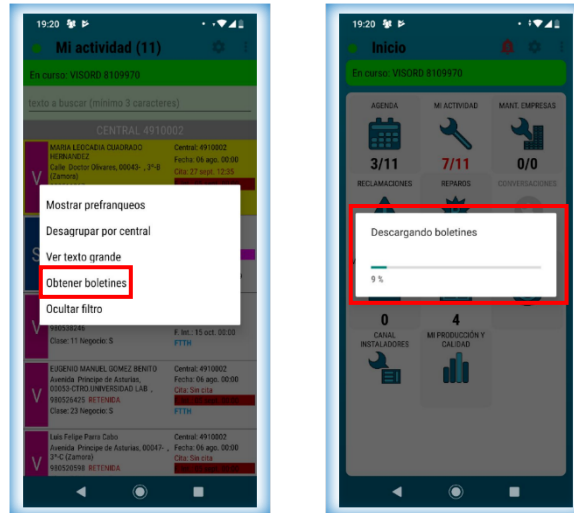 19:20
Mi actividad (11)
En curso: VISORD 8109970
texto a buscar (mínimo 3 caracteres)
CENTRAL 4910002
MARIA LEOCADIA CUADRADO
HERNANDEZ
Calle Doctor Olivares, 00043- , 3º-B
(Zamora)
Central: 4910002
Fecha: 06 ago. 00:00
Cita: 27 sept. 12:35
V
Mostrar prefranqueos
Desagrupar por central
Ver texto grande
Obtener boletines
Ocultar filtro
S
V
980538246
Clase: 11 Negocio: S
F. Int.: 15 oct. 00:00
FTTH
EUGENIO MANUEL GOMEZ BENITO
Avenida Principe de Asturias,
00053-CTRO.UNIVERSIDAD LAB ,
980526425 RETENIDA
Clase: 23 Negocio: S
Central: 4910002
Fecha: 06 ago. 00:00
Cita: Sin cita
FTTH
V
Luis Felipe Parra Cobo
Avenida Principe de Asturias, 00047- ,
3º-C (Zamora)
980520598 RETENIDA
Central: 4910002
Fecha: 06 ago. 00:00
Cita: Sin cita
V
19:20
Inicio
En curso: VISORD 8109970
AGENDA
MI ACTIVIDAD
MANT. EMPRESAS
3/11
7/11
0/0
RECLAMACIONES
REPAROS
CONVERSACIONES
Descargando boletines
9 %
0
4
CANAL
INSTALADORES
MI PRODUCCIÓN Y
CALIDAD